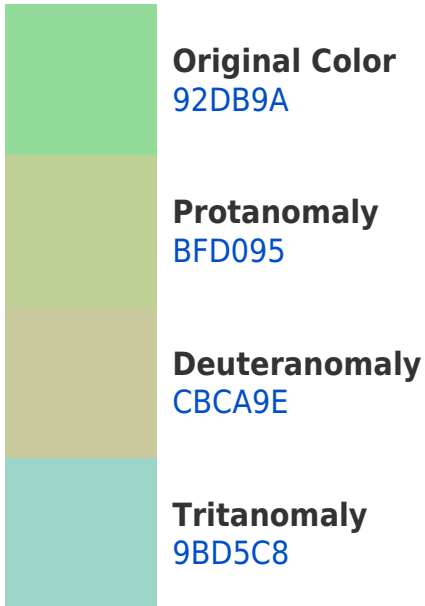 Original Color
92DB9A
Protanomaly
BFD095
Deuteranomaly
CBCA9E
Tritanomaly
9BD5C8